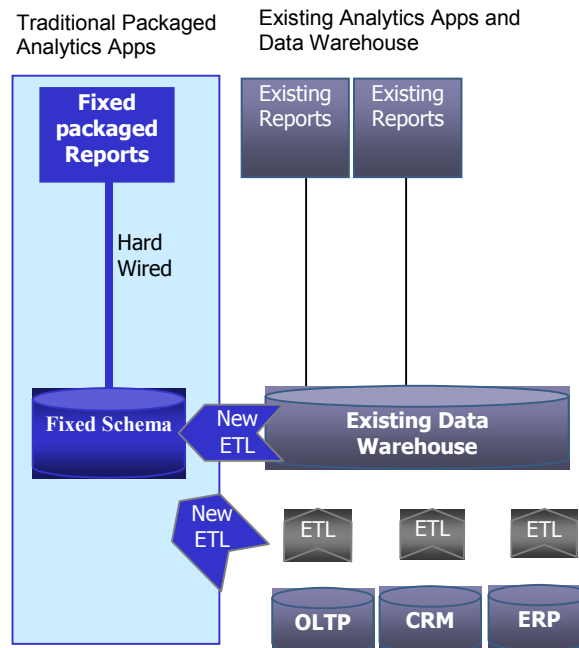 Traditional Packaged
Analytics Apps
Existing Analytics Apps and
Data Warehouse
Fixed
packaged
Reports
Existing
Reports
Existing
Reports
Hard
Wired
Fixed Schema
New
ETL
Existing Data
Warehouse
New
ETL
ETL
ETL
ETL
OLTP
CRM
ERP